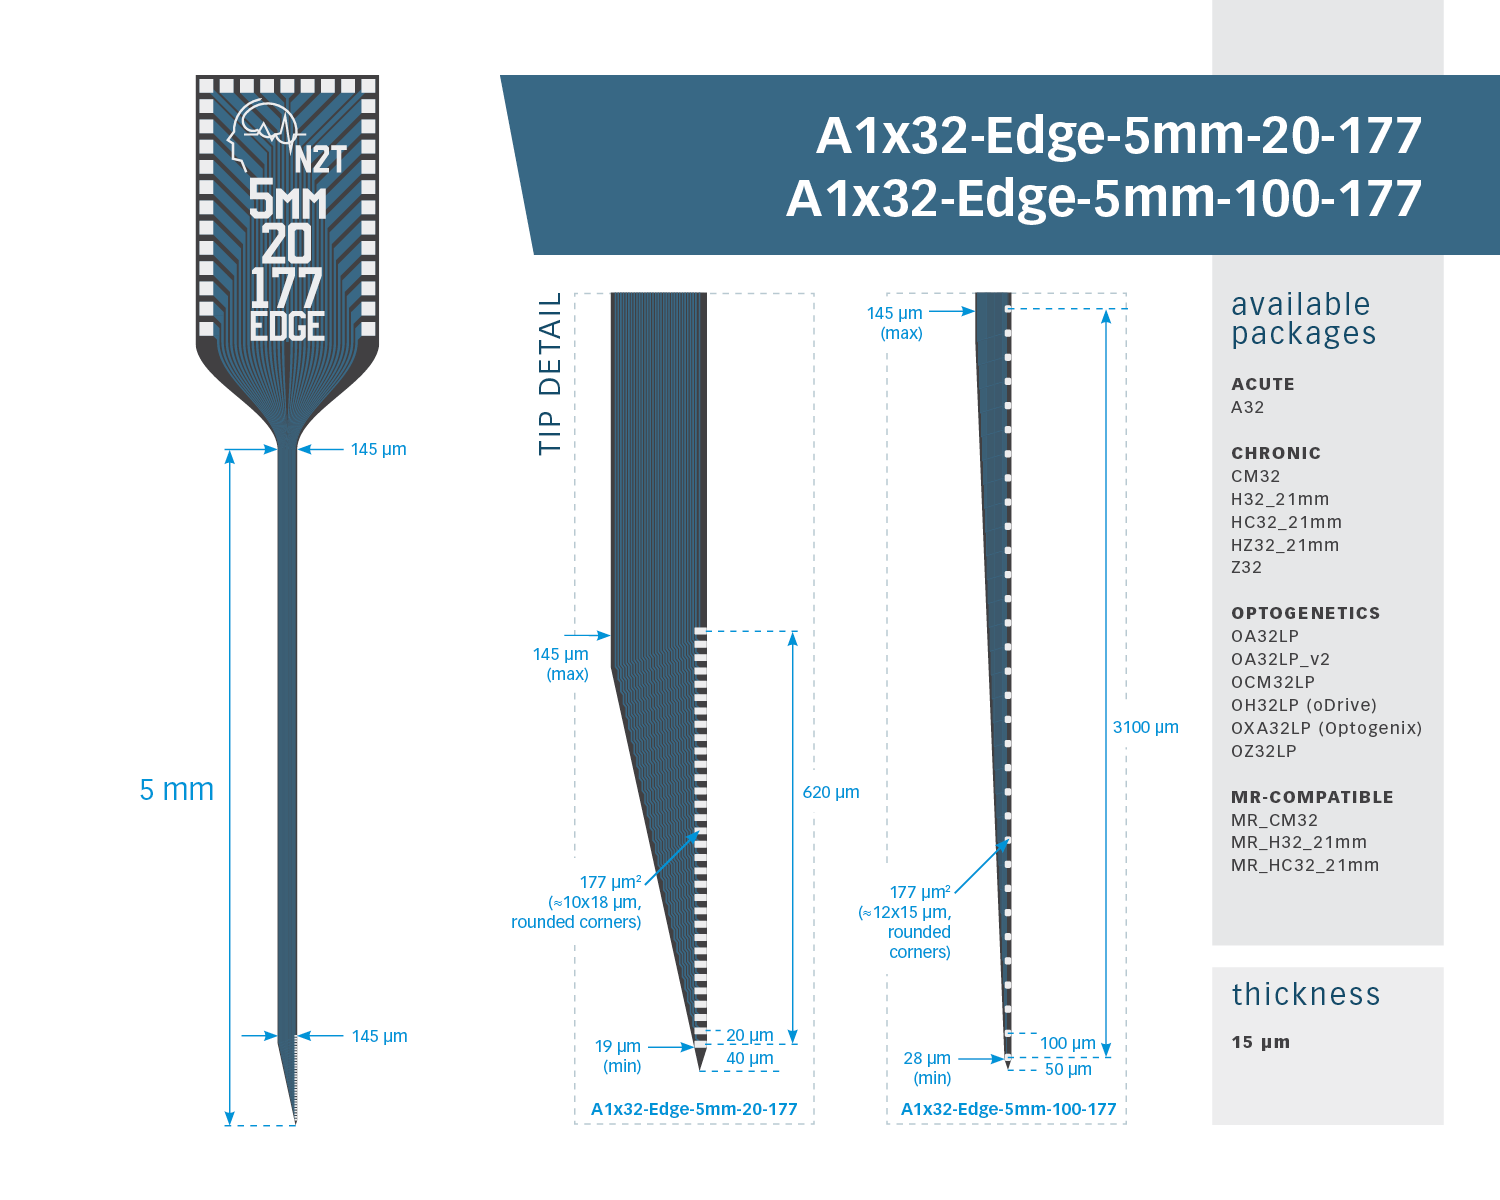 A1x32-Edge-5mm-20-177
A1x32-Edge-5mm-100-177
N2T
5MM
20
177
EDGE
145 µm
5 mm
145 µm
TIP DETAIL
145 µm
(max)
620 µm
177 µm²
(≈10x18 µm,
rounded corners)
19 µm
(min)
20 µm
40 µm
A1x32-Edge-5mm-20-177
145 µm
(max)
3100 µm
177 µm²
(≈12x15 µm,
rounded
corners)
28 µm
(min)
100 µm
50 µm
A1x32-Edge-5mm-100-177
available
packages
ACUTE
A32
CHRONIC
CM32
H32_21mm
HC32_21mm
HZ32_21mm
Z32
OPTOGENETICS
OA32LP
OA32LP_v2
OCM32LP
OH32LP (oDrive)
OXA32LP (Optogenix)
OZ32LP
MR-COMPATIBLE
MR_CM32
MR_H32_21mm
MR_HC32_21mm
thickness
15 µm